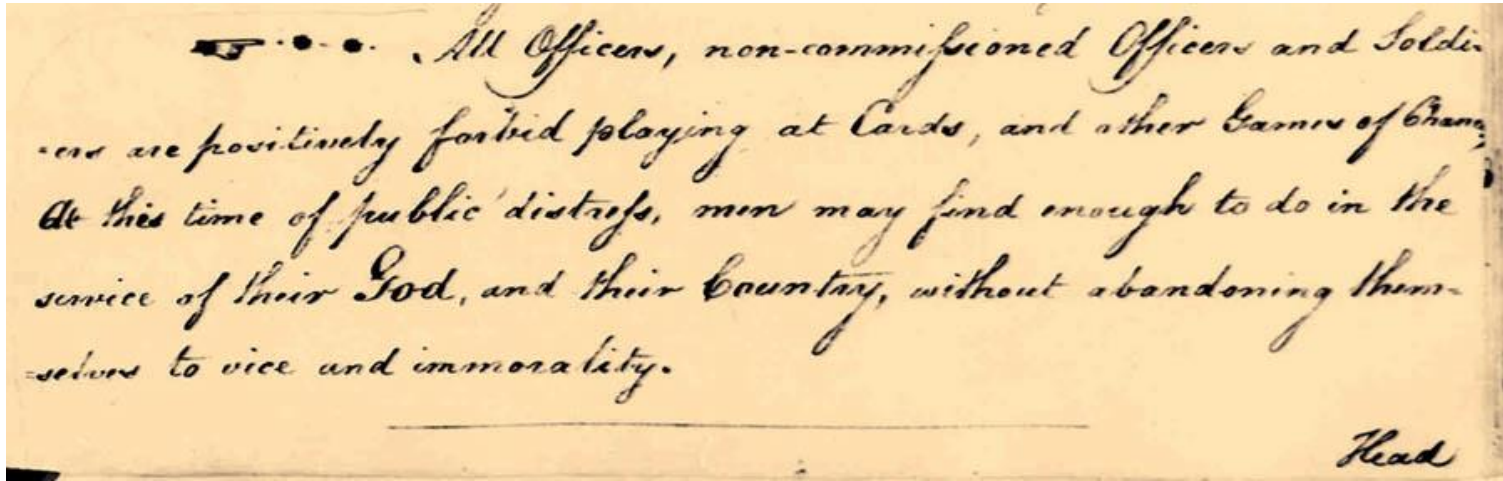 All Officers, non-commiſsioned Officers and Soldi-
-ers are positively forbid playing at Cards, and other Games of Chance
At this time of public distreſs, men may find enough to do in the
service of their God, and their Country, without abandoning them-
-selves to vice and immorality.
Head